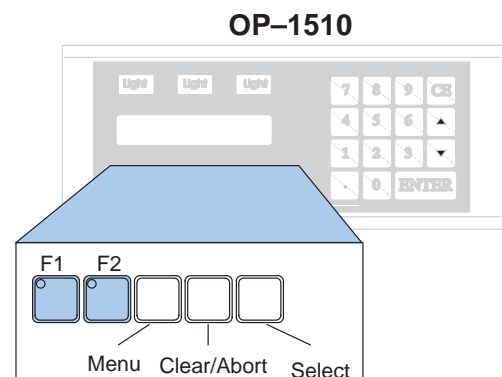 OP–1510
Light Light Light
7 8 9 CE
4 5 6
1 2 3
. 0 ENTER
F1 F2
Menu Clear/Abort Select